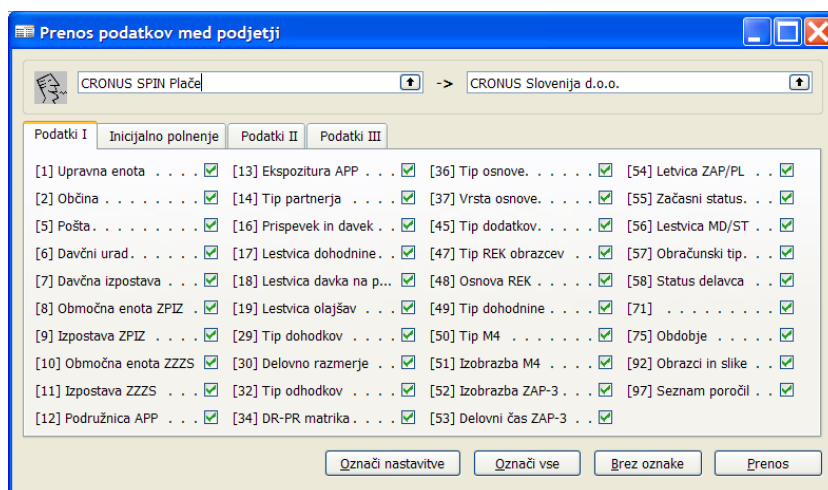 Prenos podatkov med podjetji
CRONUS SPIN Plače -> CRONUS Slovenija d.o.o.
Podatki I Inicijalno polnenje Podatki II Podatki III
[1] Upravna enota . . . . [13] Ekspozitura APP . . . [36] Tip osnove. . . . . . [54] Letvica ZAP/PL . .
[2] Občina . . . . . . . . [14] Tip partnerja . . . . [37] Vrsta osnove. . . . . [55] Začasni status. . .
[5] Pošta. . . . . . . . . [16] Prispevek in davek . . [45] Tip dodatkov. . . . . [56] Lestvica MD/ST . .
[6] Davčni urad. . . . . . [17] Lestvica dohodnine. . [47] Tip REK obrazcev . . [57] Obračunski tip. . .
[7] Davčna izpostava . . . [18] Lestvica davka na p... [48] Osnova REK . . . . . [58] Status delavca . .
[8] Območna enota ZPIZ . [19] Lestvica olajšav . . . [49] Tip dohodnine . . . . [71] . . . . . . . . .
[9] Izpostava ZPIZ . . . . [29] Tip dohodkov . . . . [50] Tip M4 . . . . . . . [75] Obdobje . . . . .
[10] Območna enota ZZZS [30] Delovno razmerje . . [51] Izobrazba M4 . . . . [92] Obrazci in slike . .
[11] Izpostava ZZZS . . . [32] Tip odhodkov . . . . [52] Izobrazba ZAP-3 . . . [97] Seznam poročil . .
[12] Podružnica APP . . . [34] DR-PR matrika. . . . [53] Delovni čas ZAP-3 . .
Označi nastavitve Označi vse Brez oznake Prenos